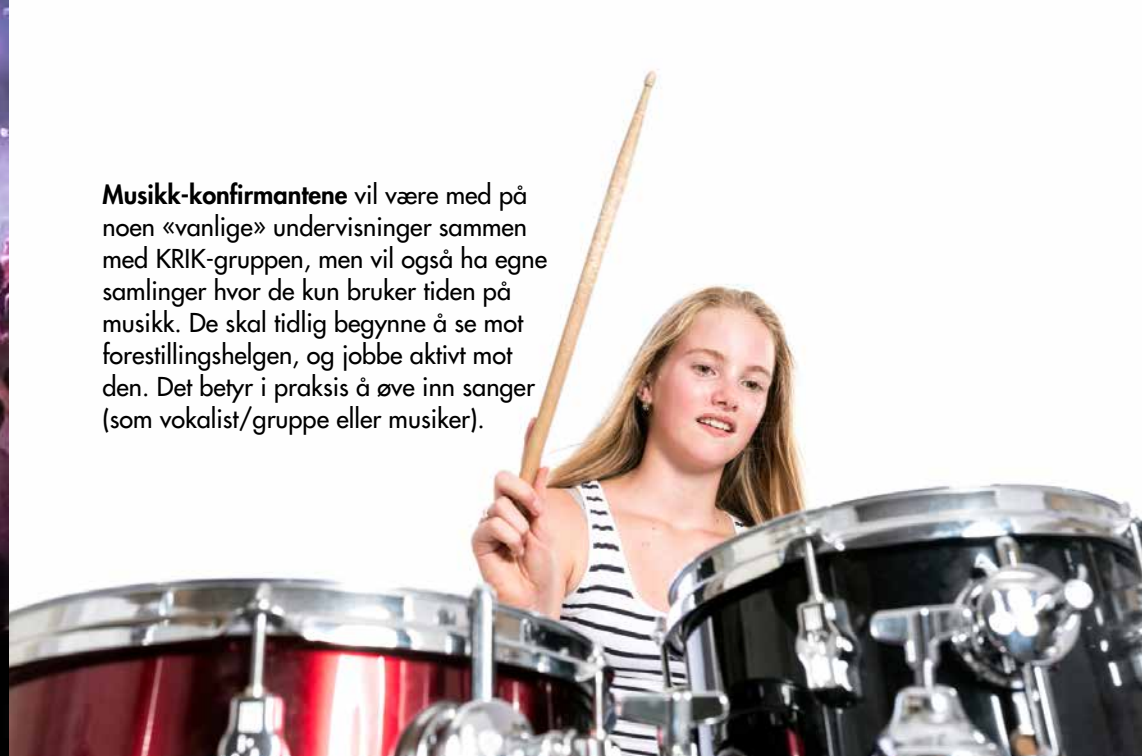 Musikk-konfirmantene vil være med på
noen «vanlige» undervisninger sammen
med KRIK-gruppen, men vil også ha egne
samlinger hvor de kun bruker tiden på
musikk. De skal tidlig begynne å se mot
forestillingshelgen, og jobbe aktivt mot
den. Det betyr i praksis å øve inn sanger
(som vokalist/gruppe eller musiker).